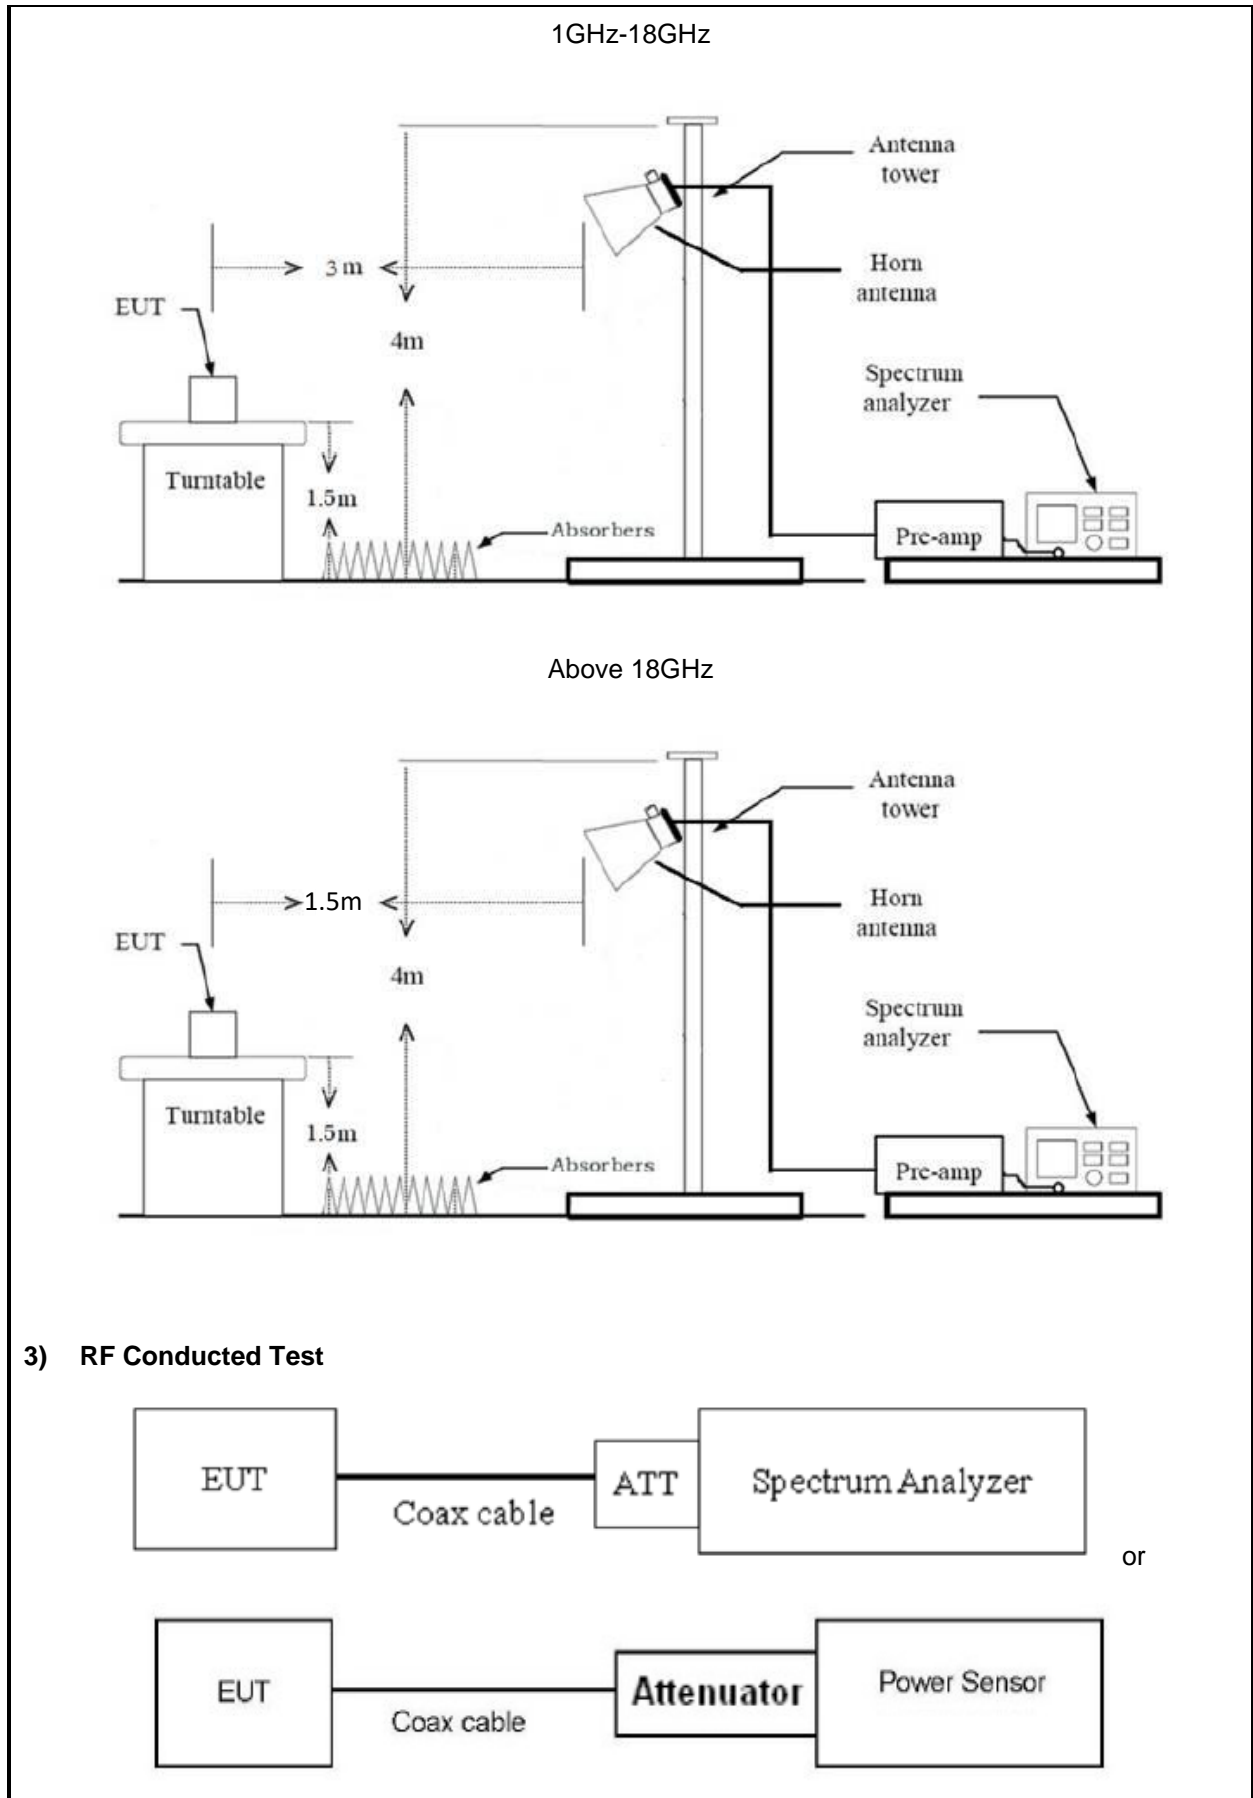 1GHz-18GHz
Antenna
tower
3 m
Horn
antenna
EUT
4m
Spectrum
analyzer
Turntable
1.5m
Absorbers
Pre-amp
Above 18GHz
Antenna
tower
1.5m
Horn
antenna
EUT
4m
Spectrum
analyzer
Turntable
1.5m
Absorbers
Pre-amp
3) RF Conducted Test
EUT
Coax cable
ATT
Spectrum Analyzer
or
EUT
Coax cable
Attenuator
Power Sensor